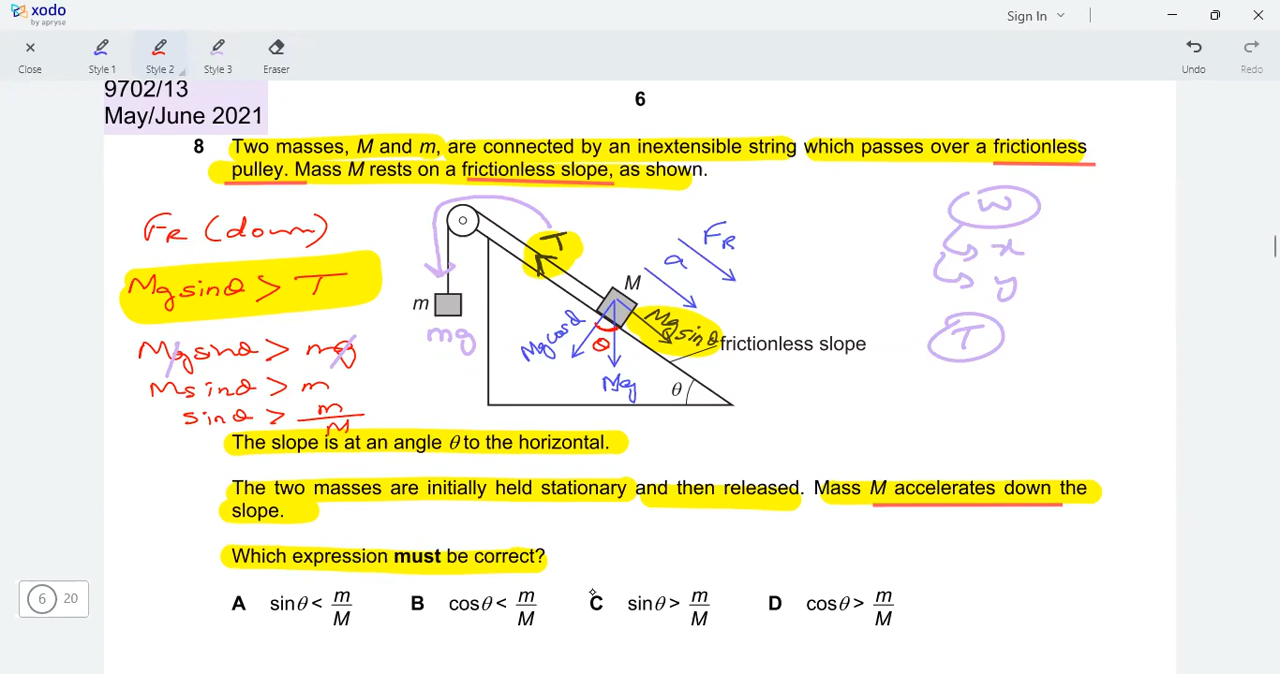 xodo
by apryse
Sign In
Close
Style 1
Style 2
Style 3
Eraser
Undo
Redo
9702/13
May/June 2021
6
8 Two masses, M and m, are connected by an inextensible string which passes over a frictionless
pulley. Mass M rests on a frictionless slope, as shown.
FR (down)
Mg sinθ > T
Mg sinθ > mg
M sinθ > m
sinθ > m/M
T
a
FR
M
m
mg
Mg cosθ
θ
Mg sinθ
Mg
θ
frictionless slope
W
x
y
T
The slope is at an angle θ to the horizontal.
The two masses are initially held stationary and then released. Mass M accelerates down the
slope.
Which expression must be correct?
A sinθ < m/M B cosθ < m/M C sinθ > m/M D cosθ > m/M
6 20